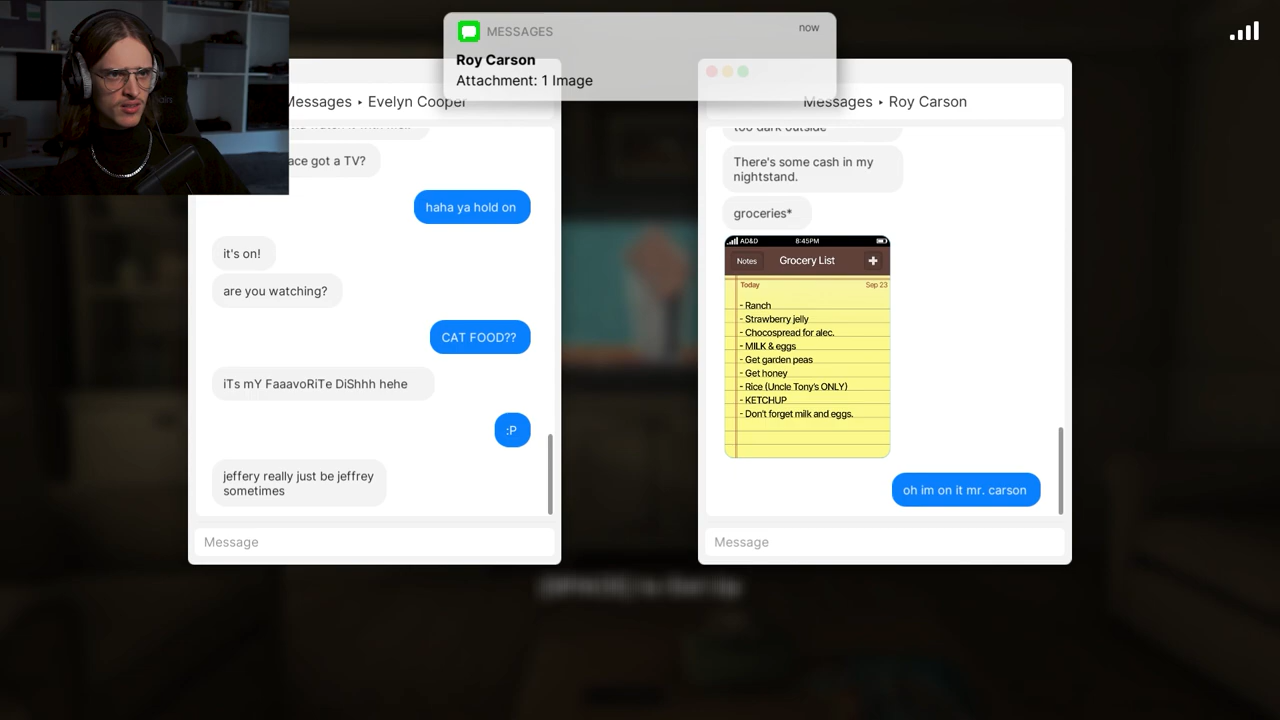 MESSAGES
now
Roy Carson
Attachment: 1 Image
Messages ▸ Evelyn Cooper
ace got a TV?
haha ya hold on
it's on!
are you watching?
CAT FOOD??
iTs mY FaaavoRiTe DiShhh hehe
:P
jeffery really just be jeffrey
sometimes
Message
Messages ▸ Roy Carson
too dark outside
There's some cash in my
nightstand.
groceries*
AD&D 8:45PM
Notes Grocery List +
Today Sep 23
- Ranch
- Strawberry jelly
- Chocospread for alec.
- MILK & eggs
- Get garden peas
- Get honey
- Rice (Uncle Tony's ONLY)
- KETCHUP
- Don't forget milk and eggs.
oh im on it mr. carson
Message